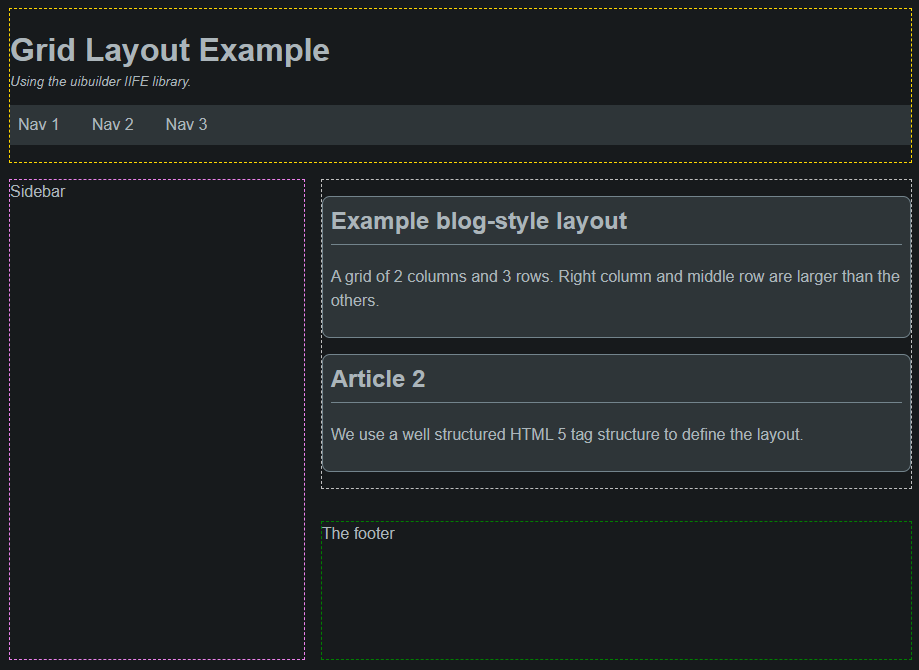 Grid Layout Example
Using the uibuilder IIFE library.
Nav 1 Nav 2 Nav 3
Sidebar
Example blog-style layout
A grid of 2 columns and 3 rows. Right column and middle row are larger than the
others.
Article 2
We use a well structured HTML 5 tag structure to define the layout.
The footer